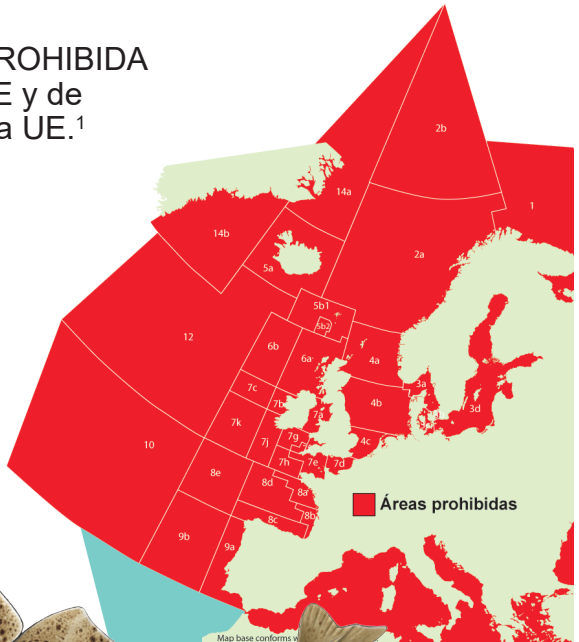 ROHIBIDA
E y de
a UE.¹
2b
1
14a
2a
14b
5a
5b1
5b2
12
6b
6a
4a
3a
7c
7b
7a
4b
3d
10
7k
7j
7g
4c
7h
7e
7d
8e
8d
8a
8b
8c
9b
9a
Áreas prohibidas
Map base conforms